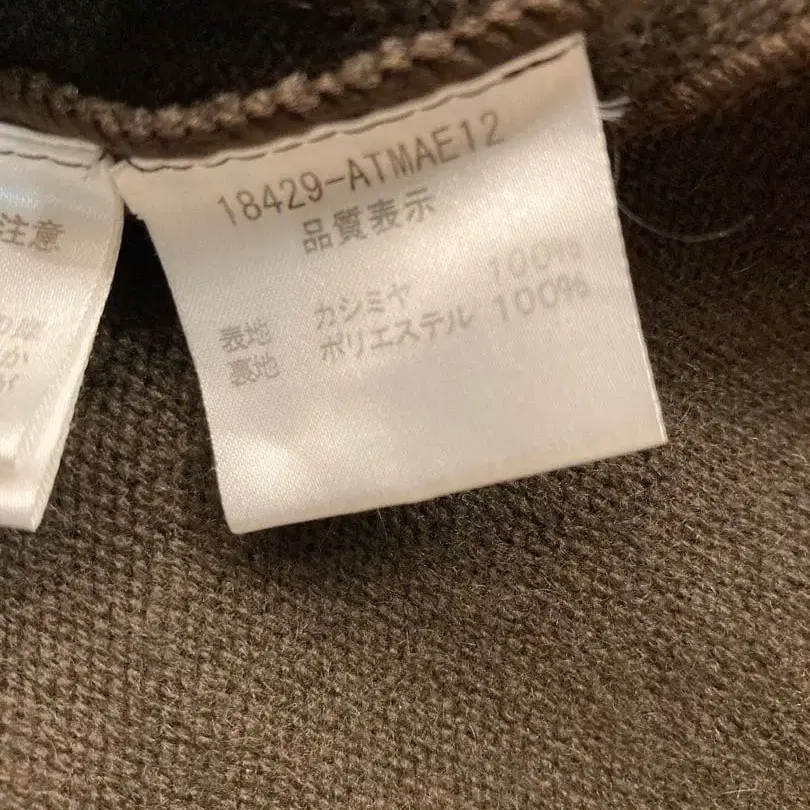 18429-ATMAE12
品質表示
表地 カシミヤ 100%
裏地 ポリエステル 100%
注意